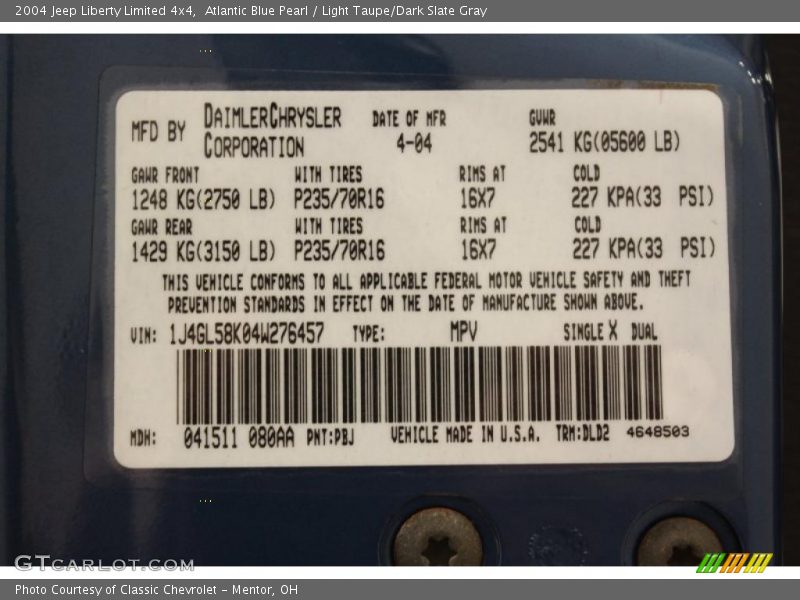 2004 Jeep Liberty Limited 4x4,  Atlantic Blue Pearl / Light Taupe/Dark Slate Gray
MFD BY DAIMLERCHRYSLER CORPORATION DATE OF MFR 4-04 GVWR 2541 KG(05600 LB)
GAWR FRONT WITH TIRES RIMS AT COLD
1248 KG(2750 LB) P235/70R16 16X7 227 KPA(33 PSI)
GAWR REAR WITH TIRES RIMS AT COLD
1429 KG(3150 LB) P235/70R16 16X7 227 KPA(33 PSI)
THIS VEHICLE CONFORMS TO ALL APPLICABLE FEDERAL MOTOR VEHICLE SAFETY AND THEFT
PREVENTION STANDARDS IN EFFECT ON THE DATE OF MANUFACTURE SHOWN ABOVE.
VIN: 1J4GL58K04W276457 TYPE: MPV SINGLE X DUAL
MDH: 041511 080AA PNT:PBJ VEHICLE MADE IN U.S.A. TRM:DLD2 4648503
GTCARLOT.COM
Photo Courtesy of Classic Chevrolet - Mentor, OH